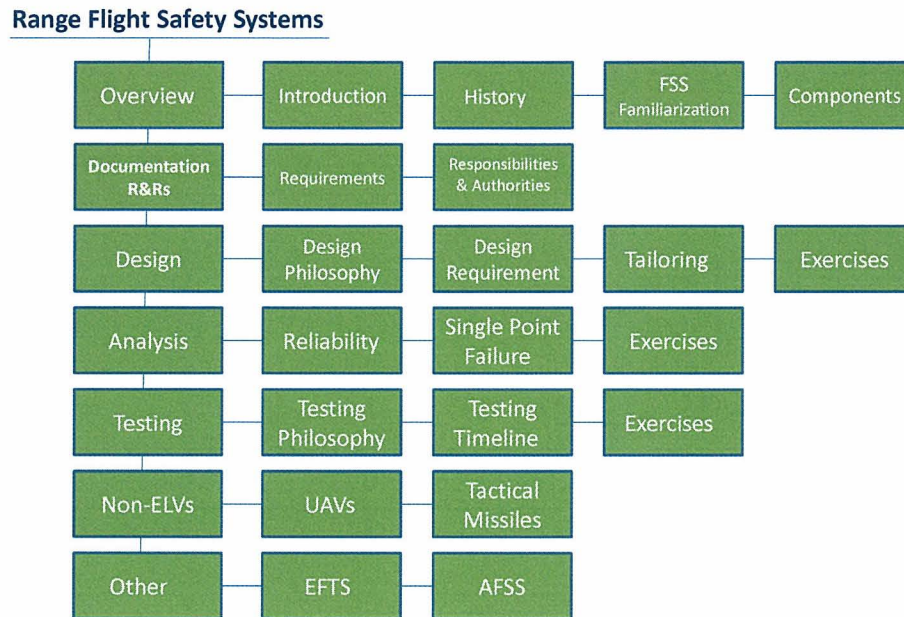 Range Flight Safety Systems
Overview
Introduction
History
FSS
Familiarization
Components
Documentation
R&Rs
Requirements
Responsibilities
& Authorities
Design
Design
Philosophy
Design
Requirement
Tailoring
Exercises
Analysis
Reliability
Single Point
Failure
Exercises
Testing
Testing
Philosophy
Testing
Timeline
Exercises
Non-ELVs
UAVs
Tactical
Missiles
Other
EFTS
AFSS